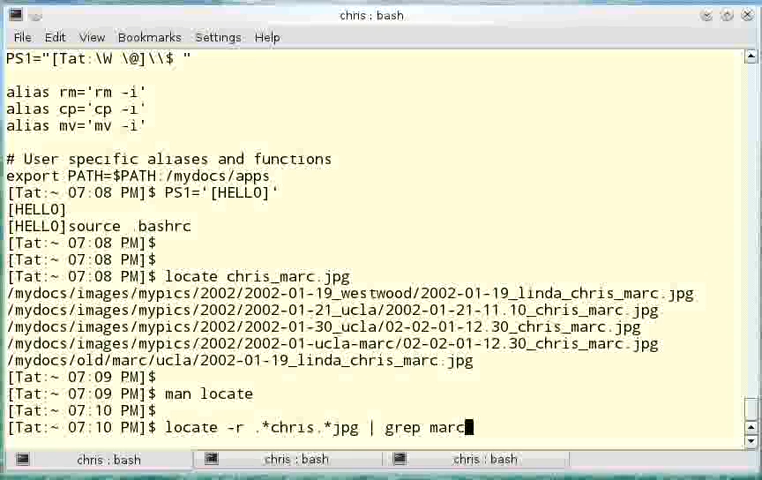 chris : bash
File Edit View Bookmarks Settings Help
PS1="[Tat:\W \@]\\$ "
alias rm='rm -i'
alias cp='cp -i'
alias mv='mv -i'
# User specific aliases and functions
export PATH=$PATH:/mydocs/apps
[Tat:~ 07:08 PM]$ PS1='[HELLO]'
[HELLO]
[HELLO]source .bashrc
[Tat:~ 07:08 PM]$
[Tat:~ 07:08 PM]$
[Tat:~ 07:08 PM]$ locate chris_marc.jpg
/mydocs/images/mypics/2002/2002-01-19_westwood/2002-01-19_linda_chris_marc.jpg
/mydocs/images/mypics/2002/2002-01-21_ucla/2002-01-21-11.10_chris_marc.jpg
/mydocs/images/mypics/2002/2002-01-30_ucla/02-02-01-12.30_chris_marc.jpg
/mydocs/images/mypics/2002/2002-01-ucla-marc/02-02-01-12.30_chris_marc.jpg
/mydocs/old/marc/ucla/2002-01-19_linda_chris_marc.jpg
[Tat:~ 07:09 PM]$
[Tat:~ 07:09 PM]$ man locate
[Tat:~ 07:10 PM]$
[Tat:~ 07:10 PM]$ locate -r .*chris.*jpg | grep marc
chris : bash chris : bash chris : bash